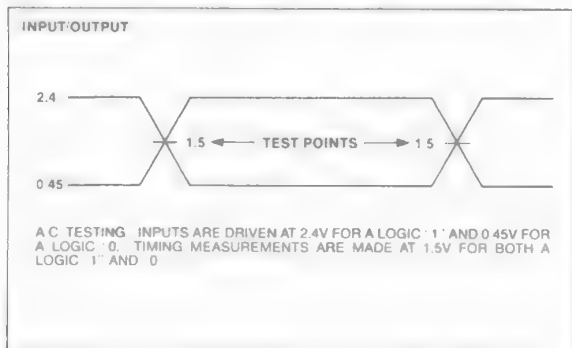 INPUT/OUTPUT
2.4
1.5 TEST POINTS 1.5
0.45
A.C. TESTING: INPUTS ARE DRIVEN AT 2.4V FOR A LOGIC "1" AND 0.45V FOR
A LOGIC "0." TIMING MEASUREMENTS ARE MADE AT 1.5V FOR BOTH A
LOGIC "1" AND "0."